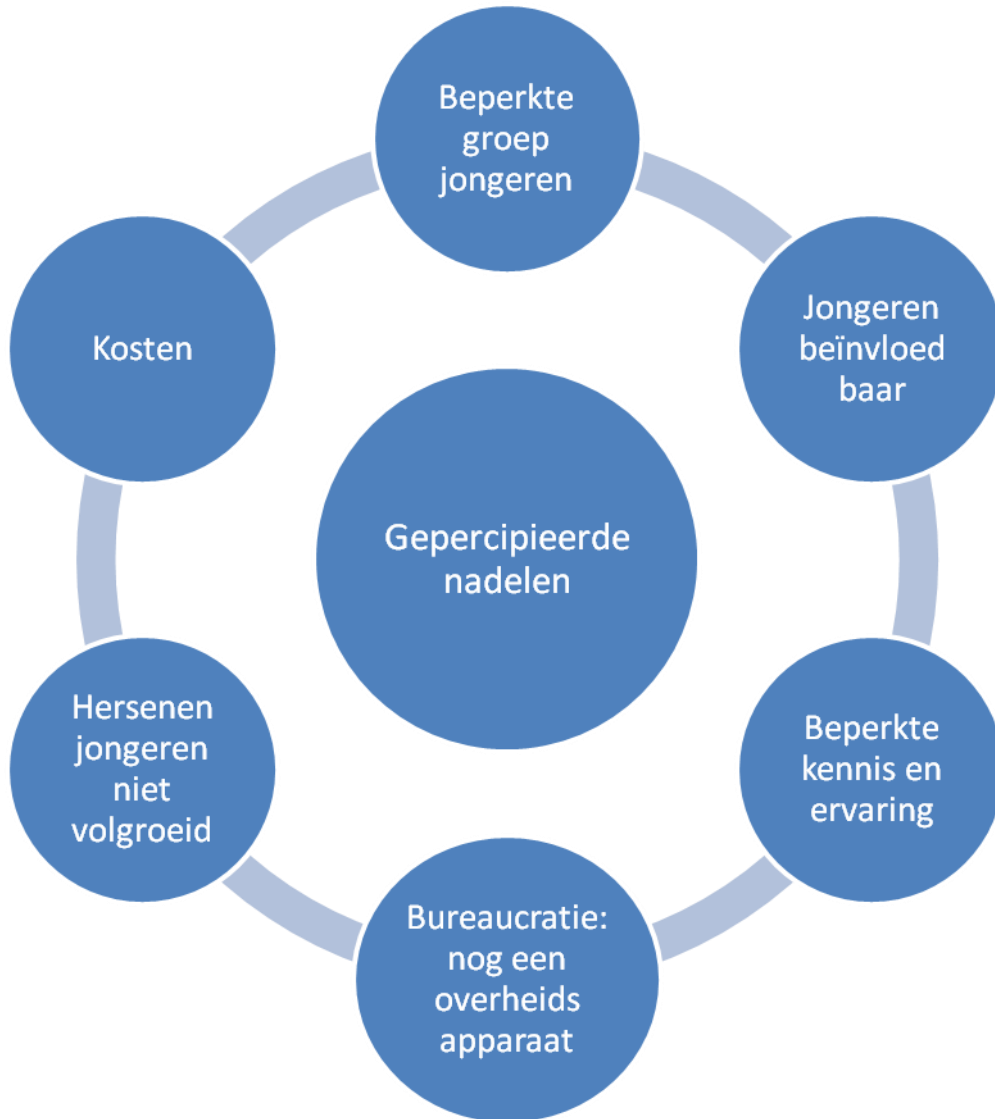 Beperkte
groep
jongeren
Jongeren
beïnvloed
baar
Beperkte
kennis en
ervaring
Bureaucratie:
nog een
overheids
apparaat
Hersenen
jongeren
niet
volgroeid
Kosten
Gepercipieerde
nadelen